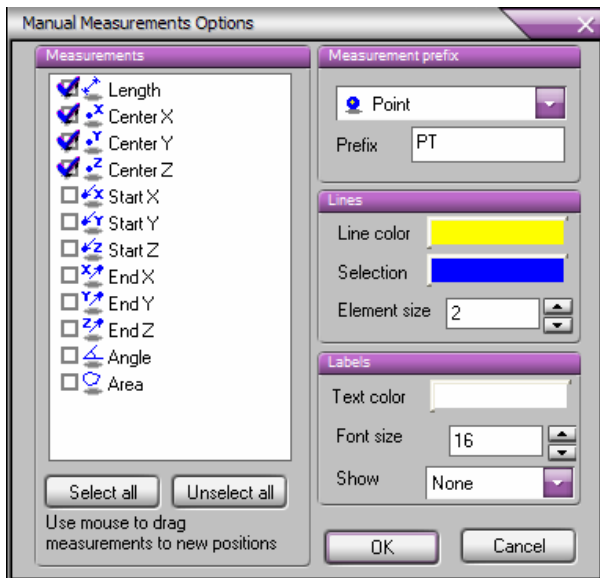 Manual Measurements Options
Measurements
Length
Center X
Center Y
Center Z
Start X
Start Y
Start Z
End X
End Y
End Z
Angle
Area
Select all
Unselect all
Use mouse to drag
measurements to new positions
Measurement prefix
Point
Prefix PT
Lines
Line color
Selection
Element size 2
Labels
Text color
Font size 16
Show None
OK
Cancel